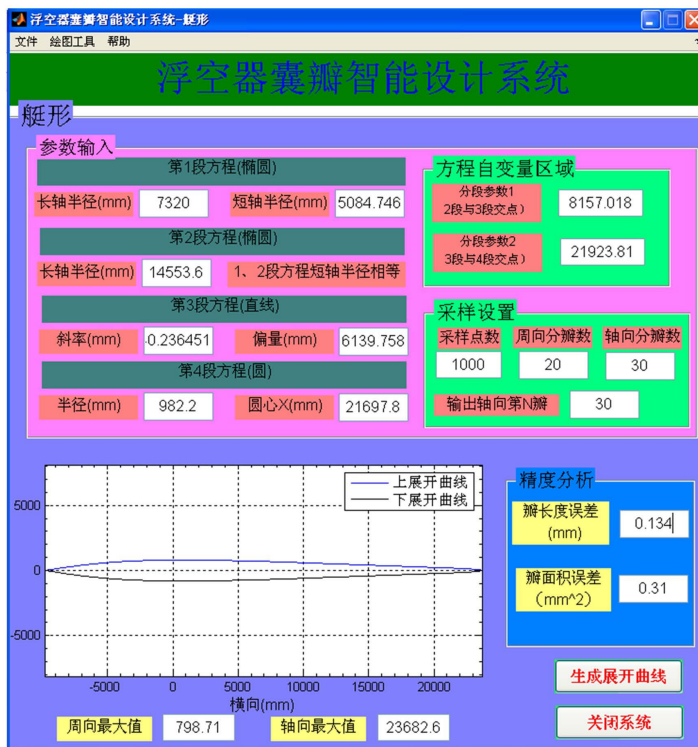 浮空器囊瓣智能设计系统-艇形
文件 绘图工具 帮助
浮空器囊瓣智能设计系统
艇形
参数输入
第1段方程(椭圆)
长轴半径(mm) 7320 短轴半径(mm) 5084.746
第2段方程(椭圆)
长轴半径(mm) 14553.6 1、2段方程短轴半径相等
第3段方程(直线)
斜率(mm) -0.236451 偏量(mm) 6139.758
第4段方程(圆)
半径(mm) 982.2 圆心X(mm) 21697.8
方程自变量区域
分段参数1
2段与3段交点） 8157.018
分段参数2
3段与4段交点） 21923.81
采样设置
采样点数 周向分瓣数 轴向分瓣数
1000 20 30
输出轴向第N瓣 30
上展开曲线
下展开曲线
5000
0
-5000
-5000 0 5000 10000 15000 20000
横向(mm)
周向最大值 798.71 轴向最大值 23682.6
精度分析
瓣长度误差
(mm) 0.134
瓣面积误差
（mm^2） 0.31
生成展开曲线
关闭系统